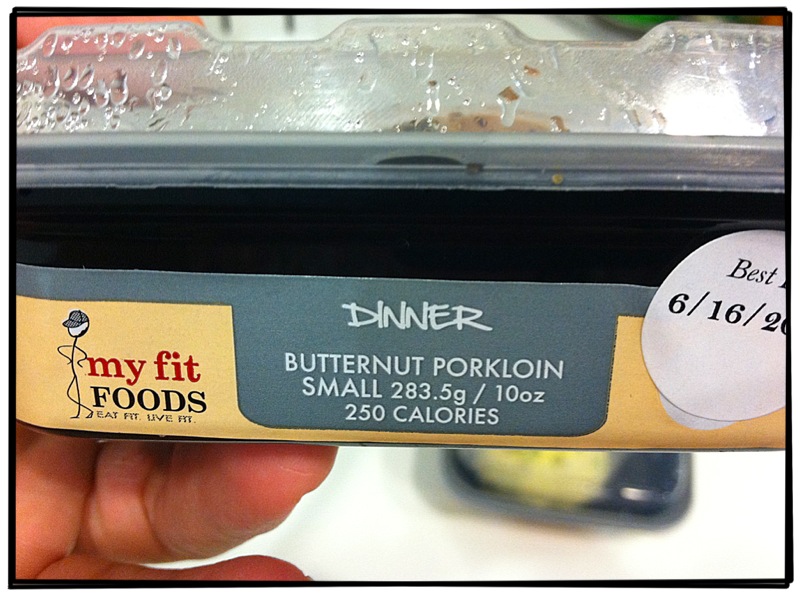 DINNER
BUTTERNUT PORKLOIN
SMALL 283.5g / 10oz
250 CALORIES
my fit
FOODS
EAT FIT. LIVE FIT.
Best
6/16/20